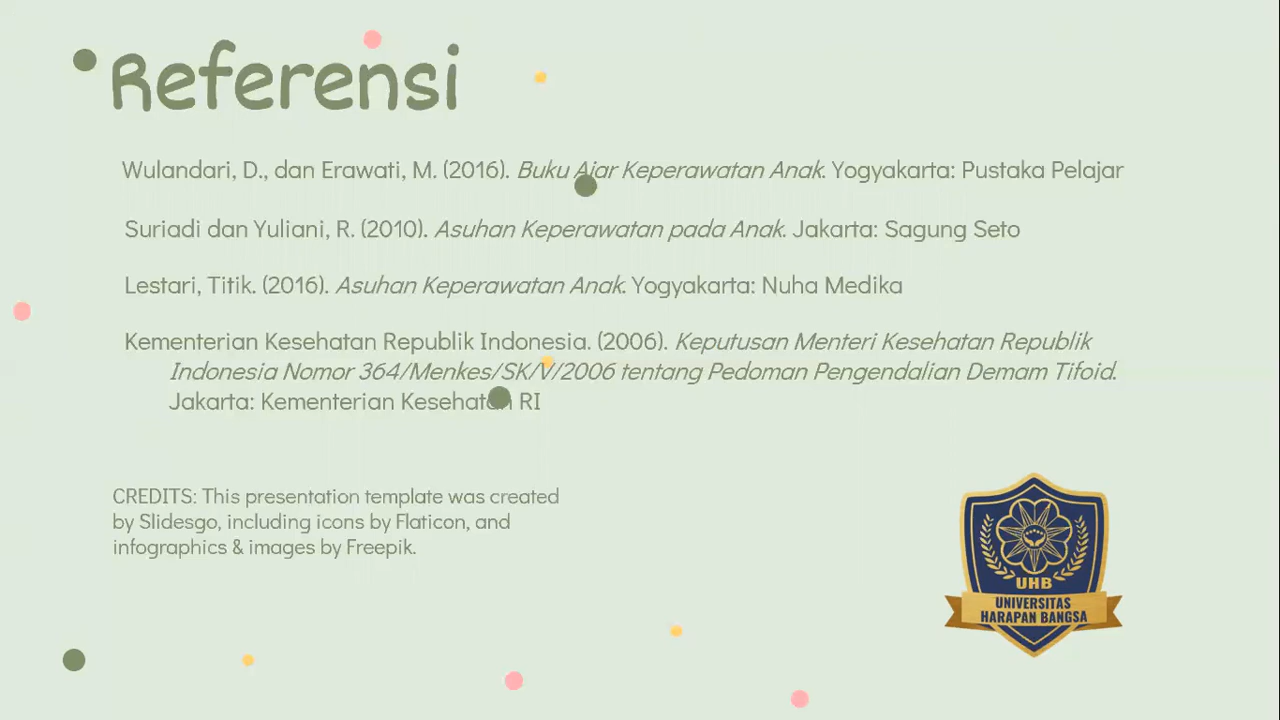 Referensi
Wulandari, D., dan Erawati, M. (2016). Buku Ajar Keperawatan Anak. Yogyakarta: Pustaka Pelajar
Suriadi dan Yuliani, R. (2010). Asuhan Keperawatan pada Anak. Jakarta: Sagung Seto
Lestari, Titik. (2016). Asuhan Keperawatan Anak. Yogyakarta: Nuha Medika
Kementerian Kesehatan Republik Indonesia. (2006). Keputusan Menteri Kesehatan Republik
Indonesia Nomor 364/Menkes/SK/V/2006 tentang Pedoman Pengendalian Demam Tifoid.
Jakarta: Kementerian Kesehatan RI
CREDITS: This presentation template was created
by Slidesgo, including icons by Flaticon, and
infographics & images by Freepik.
UHB
UNIVERSITAS
HARAPAN BANGSA